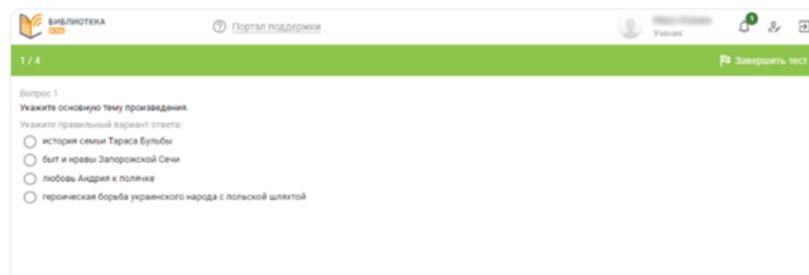 БИБЛИОТЕКА
Портал поддержки
Ученик
1
1 / 4
Завершить тест
Вопрос 1
Укажите основную тему произведения.
Укажите правильный вариант ответа:
история семьи Тараса Бульбы
быт и нравы Запорожской Сечи
любовь Андрия к полячке
героическая борьба украинского народа с польской шляхтой